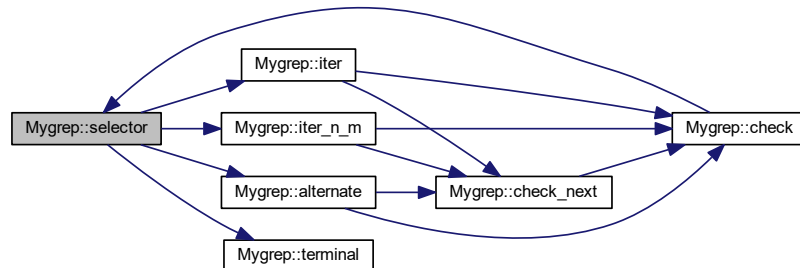 Mygrep::iter
Mygrep::selector
Mygrep::iter_n_m
Mygrep::check
Mygrep::alternate
Mygrep::check_next
Mygrep::terminal